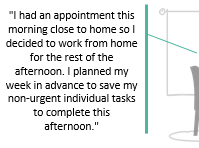 "I had an appointment this
morning close to home so I
decided to work from home
for the rest of the
afternoon. I planned my
week in advance to save my
non-urgent individual tasks
to complete this
afternoon."